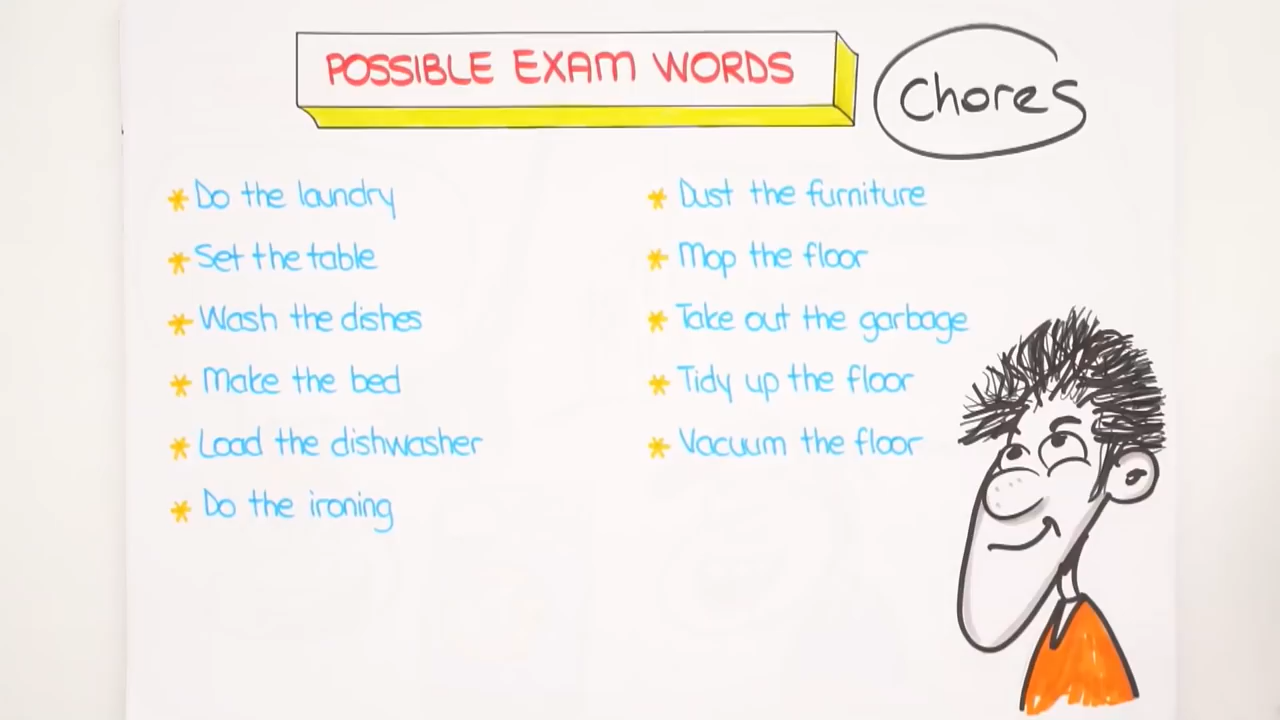 POSSIBLE EXAM WORDS
Chores
* Do the laundry
* Set the table
* Wash the dishes
* Make the bed
* Load the dishwasher
* Do the ironing
* Dust the furniture
* Mop the floor
* Take out the garbage
* Tidy up the floor
* Vacuum the floor